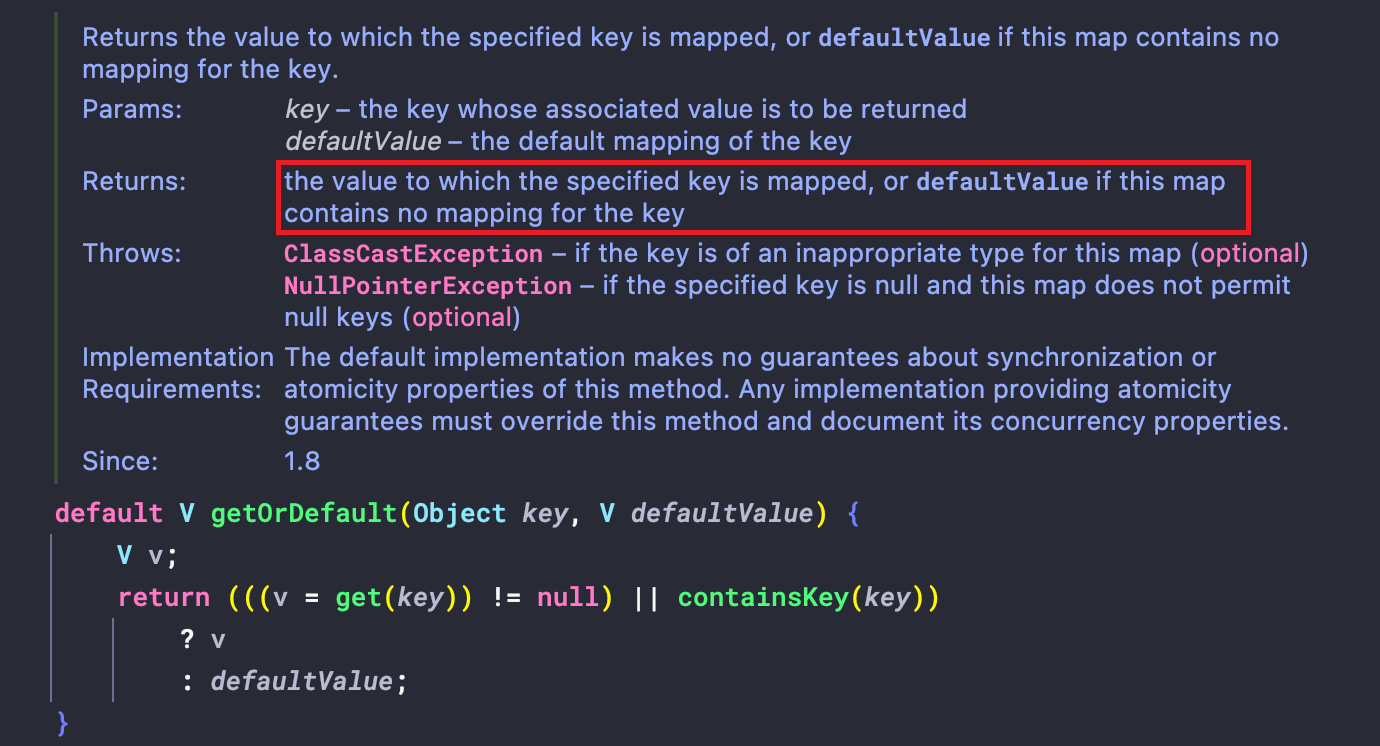 Returns the value to which the specified key is mapped, or defaultValue if this map contains no
mapping for the key.
Params: key – the key whose associated value is to be returned
defaultValue – the default mapping of the key
Returns: the value to which the specified key is mapped, or defaultValue if this map
contains no mapping for the key
Throws: ClassCastException – if the key is of an inappropriate type for this map (optional)
NullPointerException – if the specified key is null and this map does not permit
null keys (optional)
Implementation The default implementation makes no guarantees about synchronization or
Requirements: atomicity properties of this method. Any implementation providing atomicity
guarantees must override this method and document its concurrency properties.
Since: 1.8
default V getOrDefault(Object key, V defaultValue) {
    V v;
    return (((v = get(key)) != null) || containsKey(key))
        ? v
        : defaultValue;
}